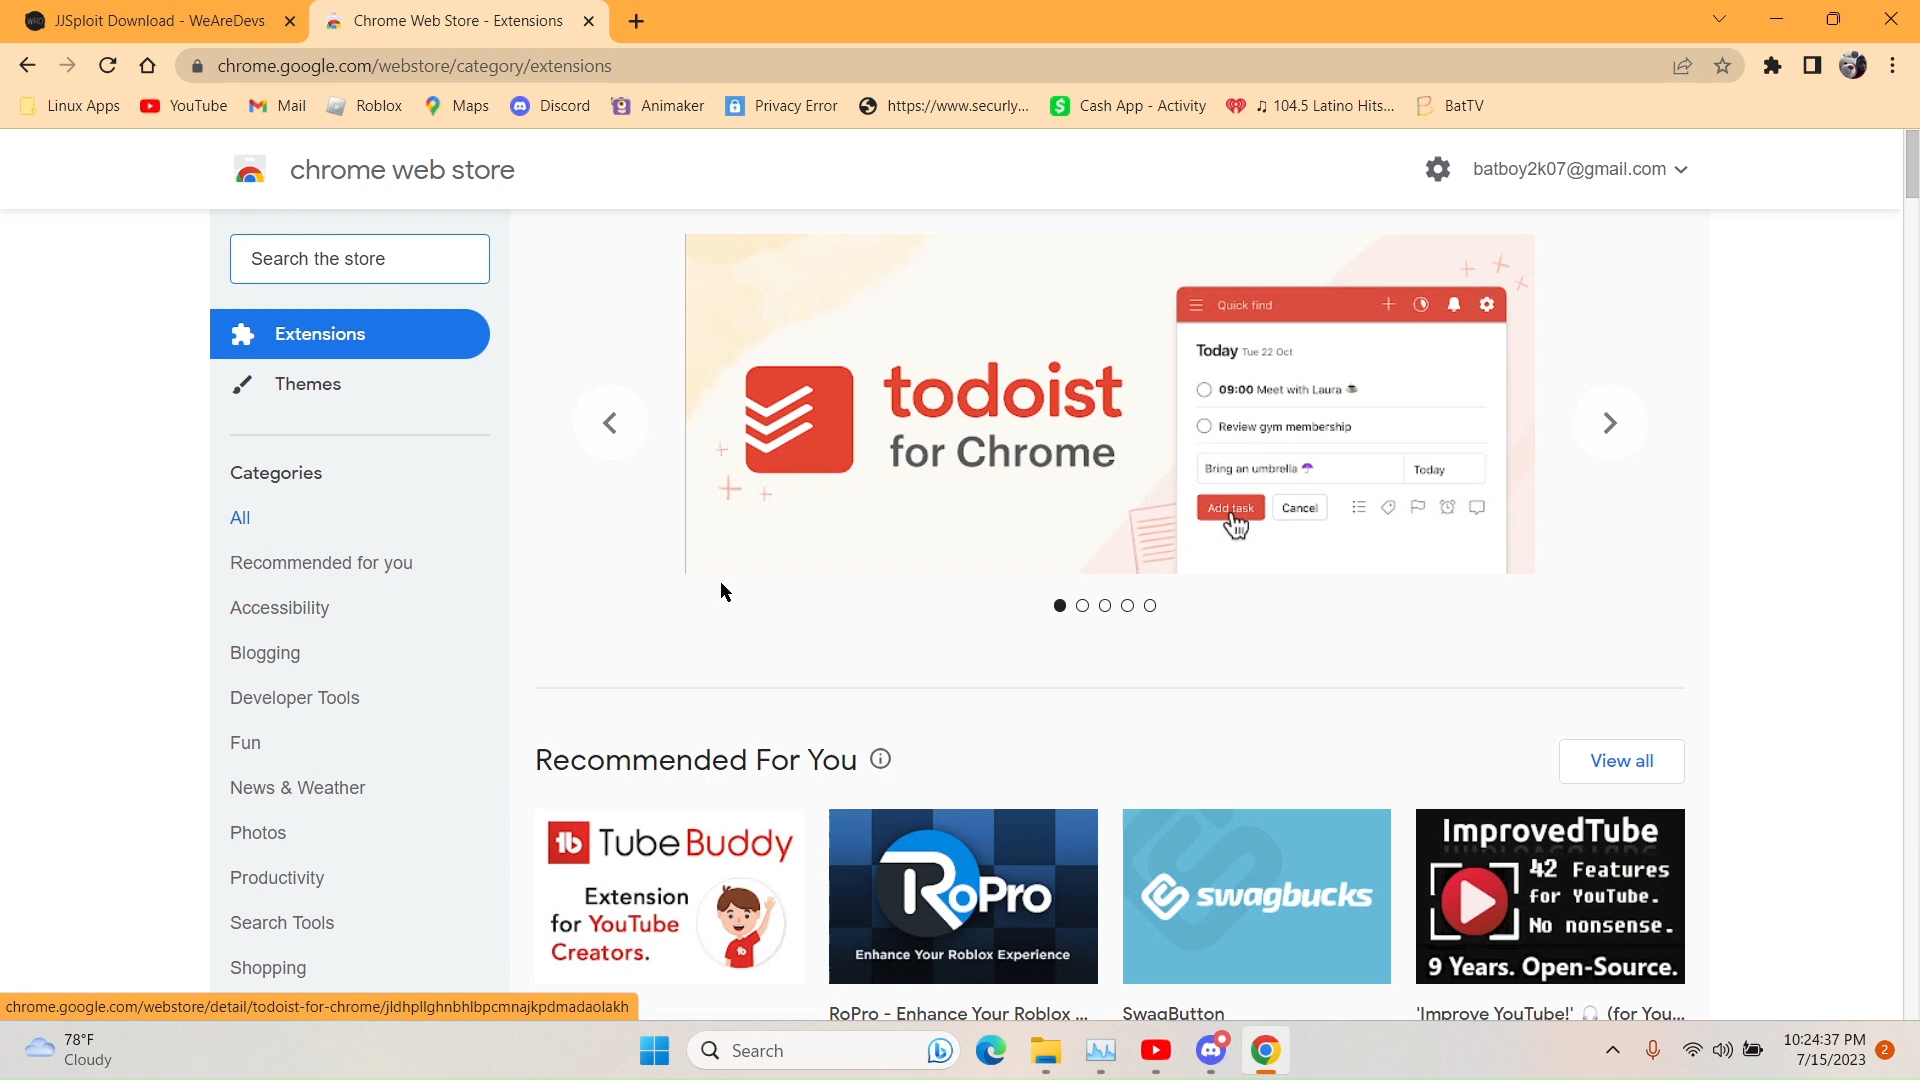 JJSploit Download - WeAreDevs
Chrome Web Store - Extensions
chrome.google.com/webstore/category/extensions
Linux Apps
YouTube
Mail
Roblox
Maps
Discord
Animaker
Privacy Error
https://www.securly...
Cash App - Activity
♫ 104.5 Latino Hits...
BatTV
chrome web store
batboy2k07@gmail.com
Search the store
Extensions
Themes
Categories
All
Recommended for you
Accessibility
Blogging
Developer Tools
Fun
News & Weather
Photos
Productivity
Search Tools
Shopping
todoist
for Chrome
Quick find
Today Tue 22 Oct
09:00 Meet with Laura
Review gym membership
Bring an umbrella
Today
Add task
Cancel
Recommended For You
View all
TubeBuddy
Extension
for YouTube
Creators.
RoPro
Enhance Your Roblox Experience
swagbucks
ImprovedTube
42 Features
for YouTube.
No nonsense.
9 Years. Open-Source.
RoPro - Enhance Your Roblox ...
SwagButton
'Improve YouTube!' 🎧 (for You...
chrome.google.com/webstore/detail/todoist-for-chrome/jldhpllghnbhlbpcmnajkpdmadaolakh
78°F
Cloudy
Search
10:24:37 PM
7/15/2023
2